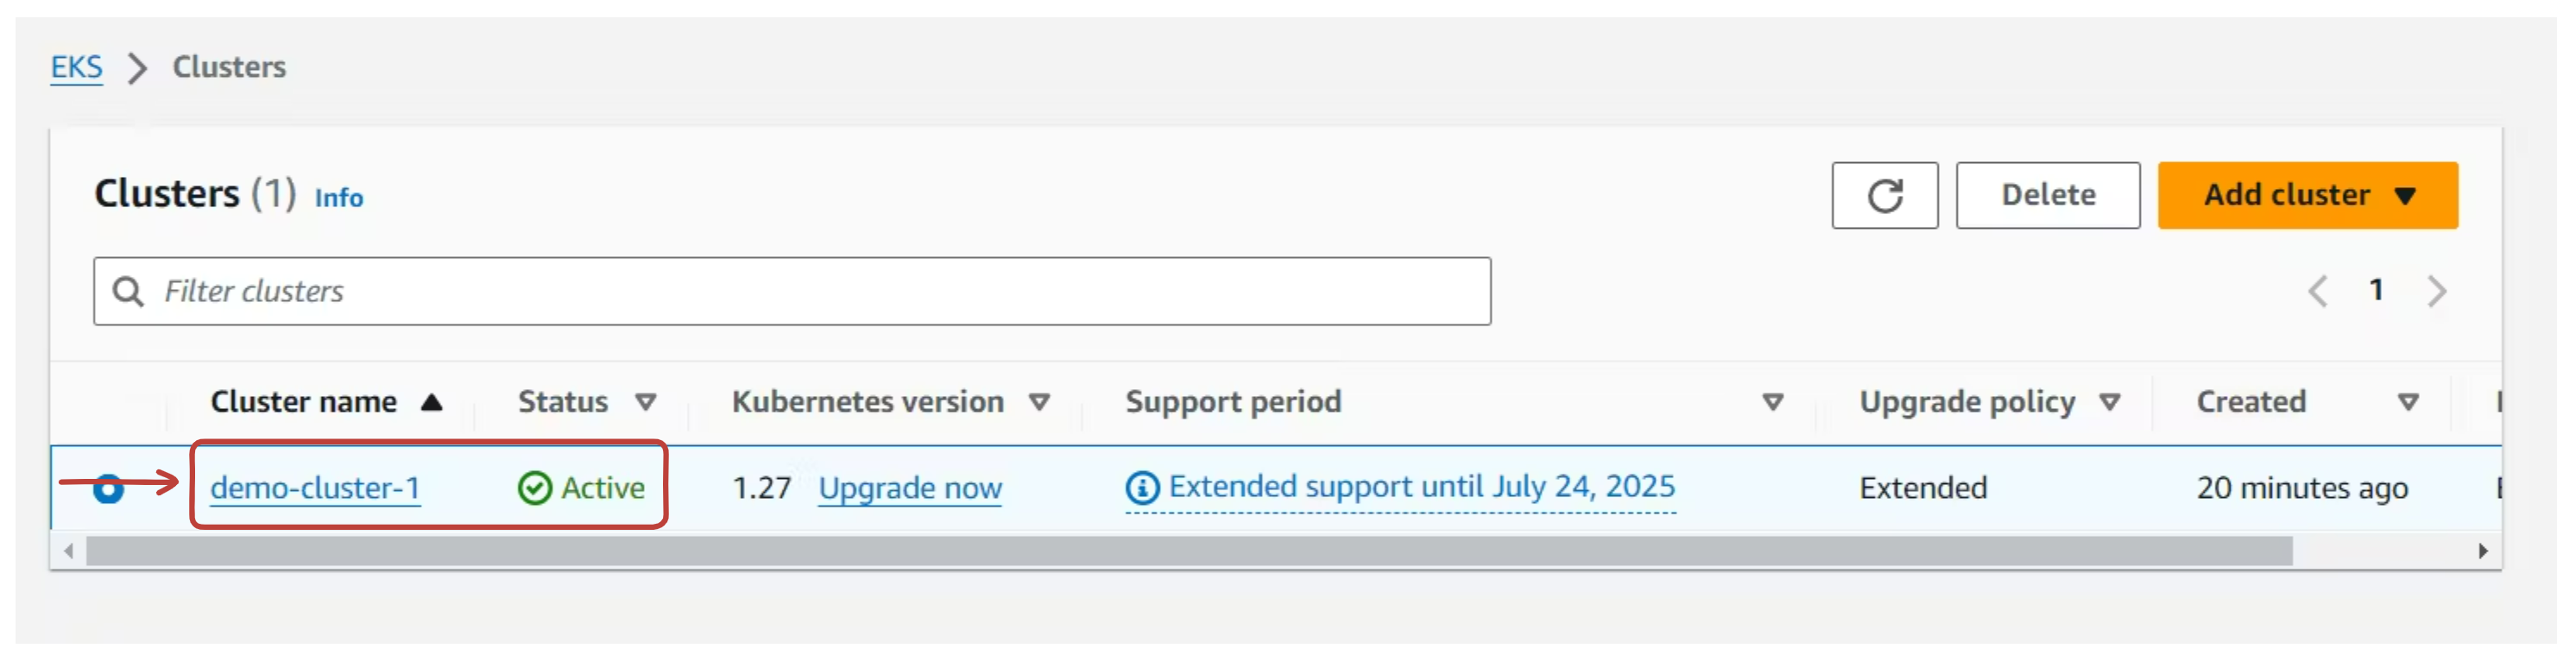 EKS > Clusters
Clusters (1) Info
Delete
Add cluster
Filter clusters
1
Cluster name Status Kubernetes version Support period Upgrade policy Created
demo-cluster-1 Active 1.27 Upgrade now Extended support until July 24, 2025 Extended 20 minutes ago